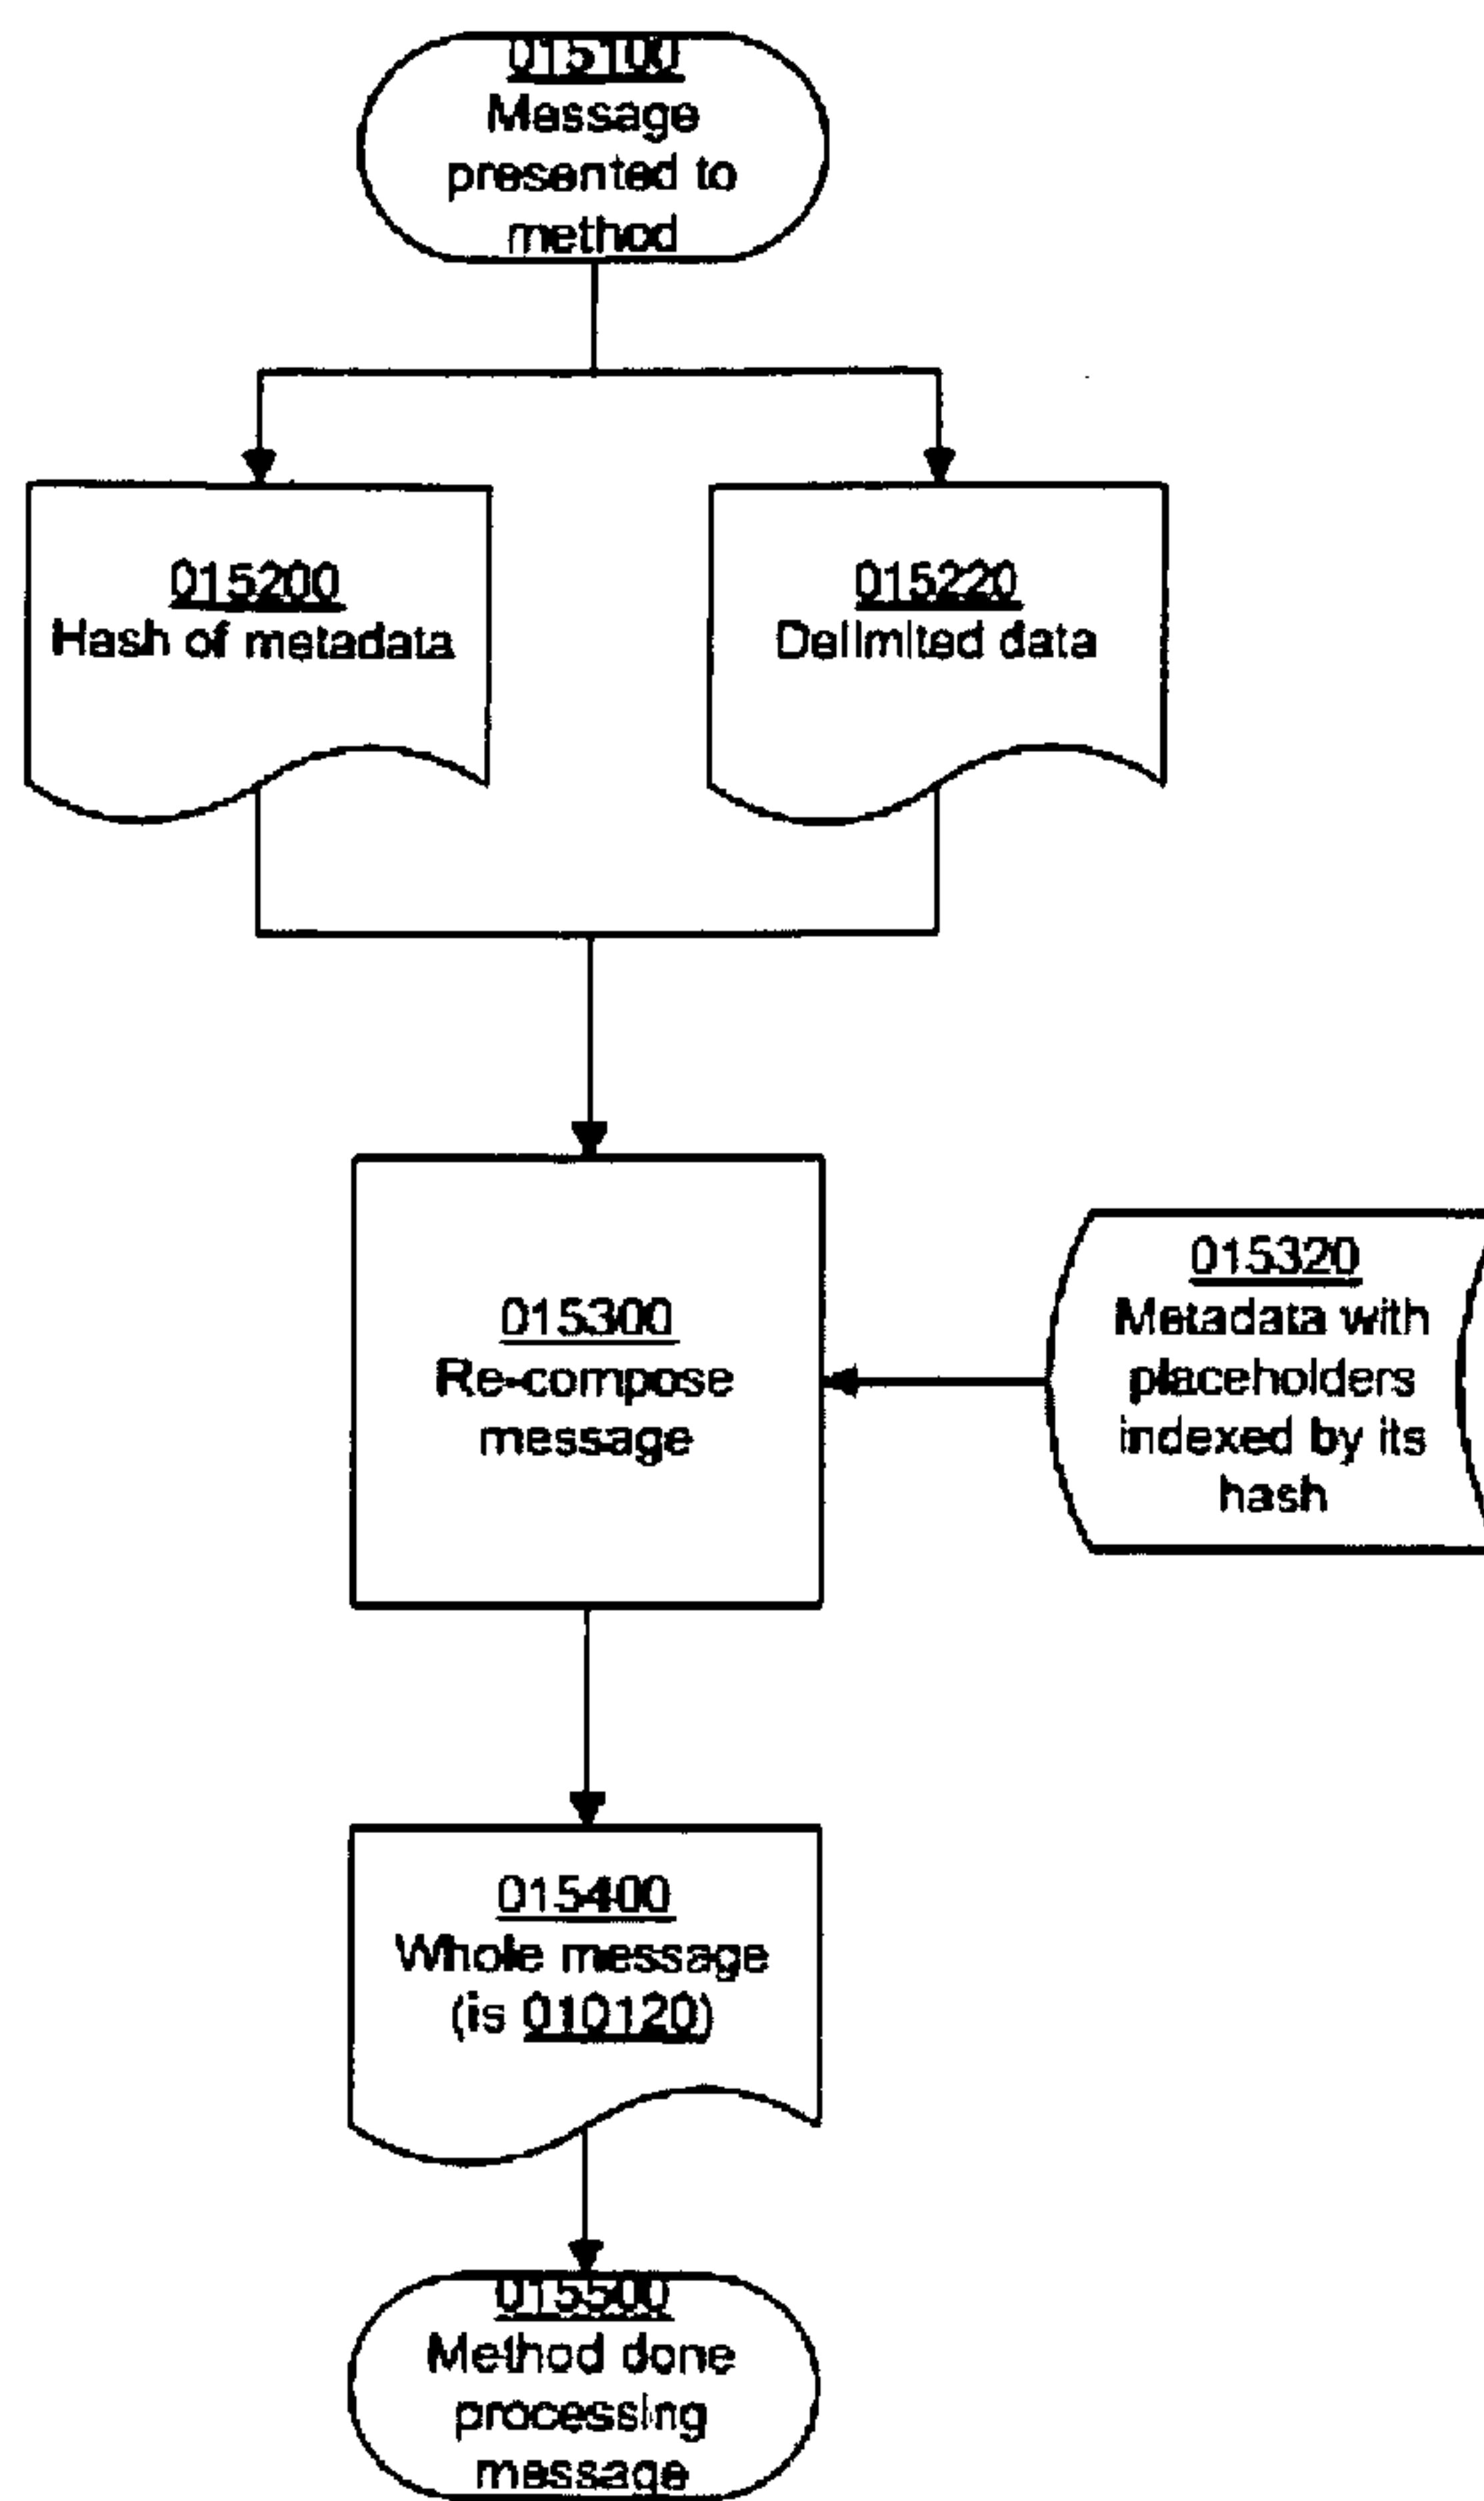 015100
Message
presented to
method
015200
Hash of metadata
015220
Delimited data
015300
Re-compose
message
015320
Metadata with
placeholders
indexed by its
hash
015400
Whole message
(is 010120)
015500
Method done
processing
message